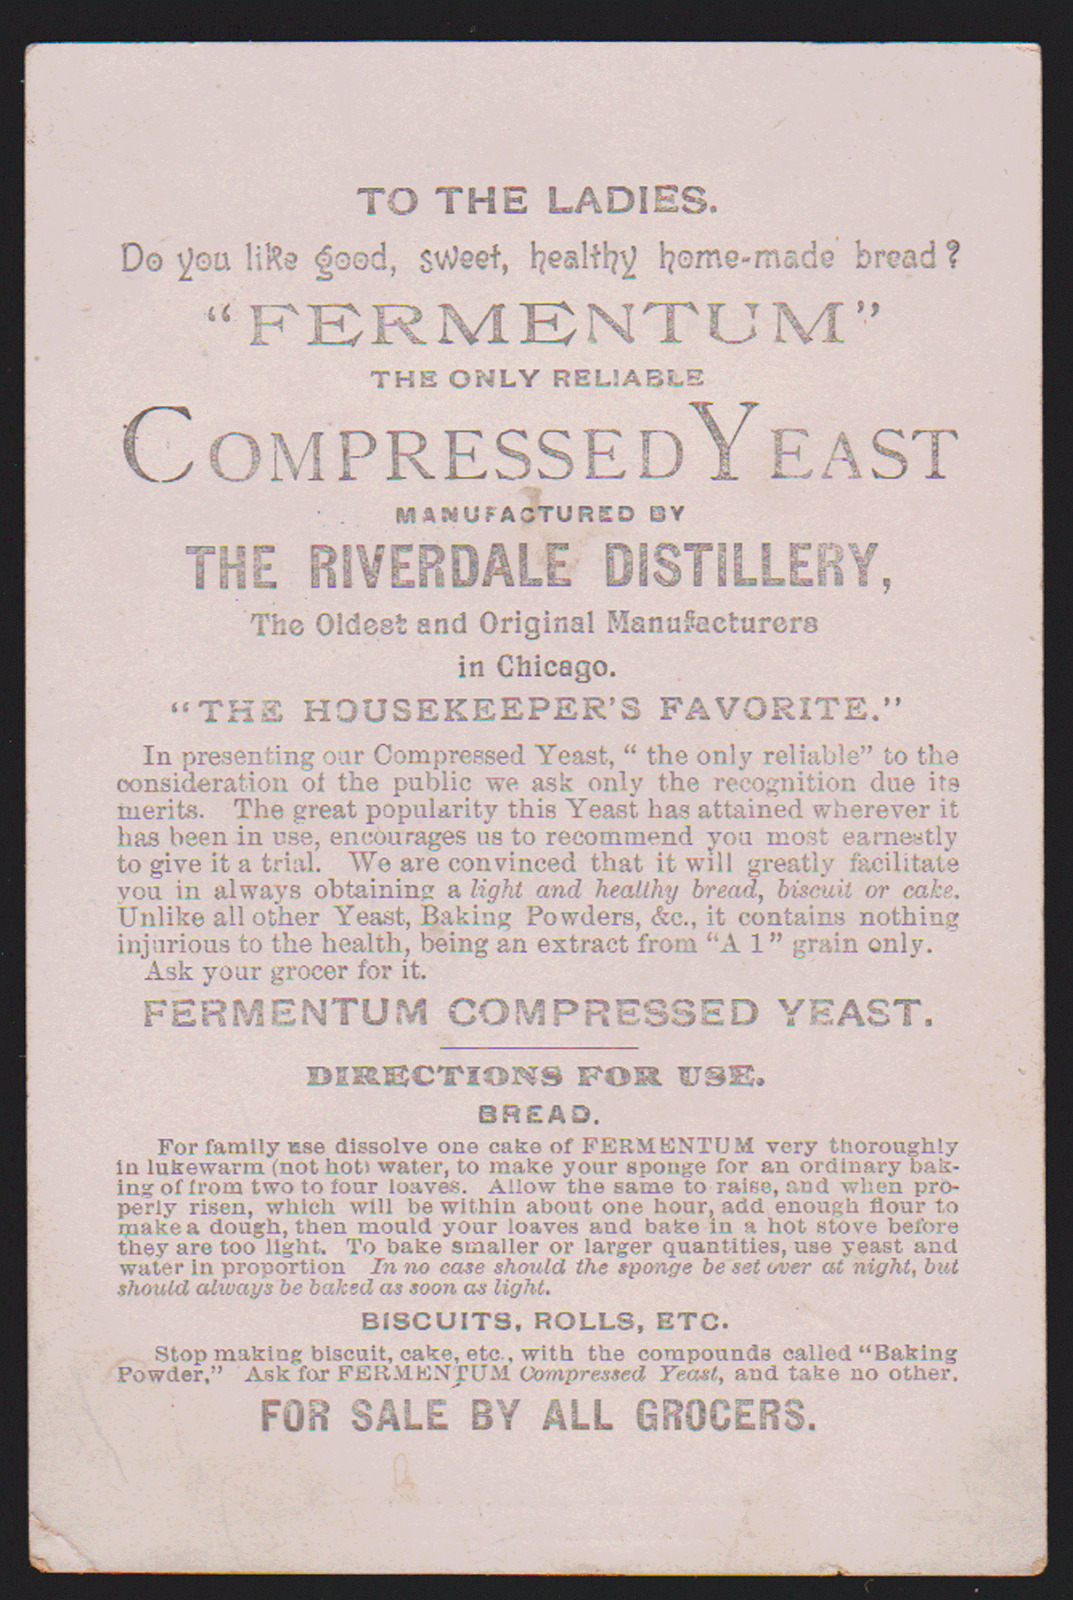 TO THE LADIES.
Do you like good, sweet, healthy home-made bread?
"FERMENTUM"
THE ONLY RELIABLE
COMPRESSED YEAST
MANUFACTURED BY
THE RIVERDALE DISTILLERY,
The Oldest and Original Manufacturers
in Chicago.
"THE HOUSEKEEPER'S FAVORITE."
In presenting our Compressed Yeast, " the only reliable" to the
consideration of the public we ask only the recognition due its
merits. The great popularity this Yeast has attained wherever it
has been in use, encourages us to recommend you most earnestly
to give it a trial. We are convinced that it will greatly facilitate
you in always obtaining a light and healthy bread, biscuit or cake.
Unlike all other Yeast, Baking Powders, &c., it contains nothing
injurious to the health, being an extract from "A 1" grain only.
Ask your grocer for it.
FERMENTUM COMPRESSED YEAST.
DIRECTIONS FOR USE.
BREAD.
For family use dissolve one cake of FERMENTUM very thoroughly
in lukewarm (not hot) water, to make your sponge for an ordinary bak-
ing of from two to four loaves. Allow the same to raise, and when pro-
perly risen, which will be within about one hour, add enough flour to
make a dough, then mould your loaves and bake in a hot stove before
they are too light. To bake smaller or larger quantities, use yeast and
water in proportion In no case should the sponge be set over at night, but
should always be baked as soon as light.
BISCUITS, ROLLS, ETC.
Stop making biscuit, cake, etc., with the compounds called "Baking
Powder." Ask for FERMENTUM Compressed Yeast, and take no other.
FOR SALE BY ALL GROCERS.